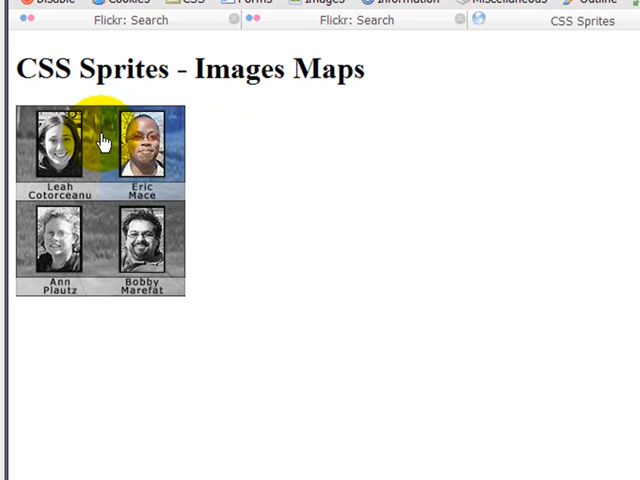 Disable Cookies CSS Forms Images Information Miscellaneous Outline
Flickr: Search Flickr: Search CSS Sprites
CSS Sprites - Images Maps
Leah Eric
Cotorceanu Mace
Ann Bobby
Plautz Marefat